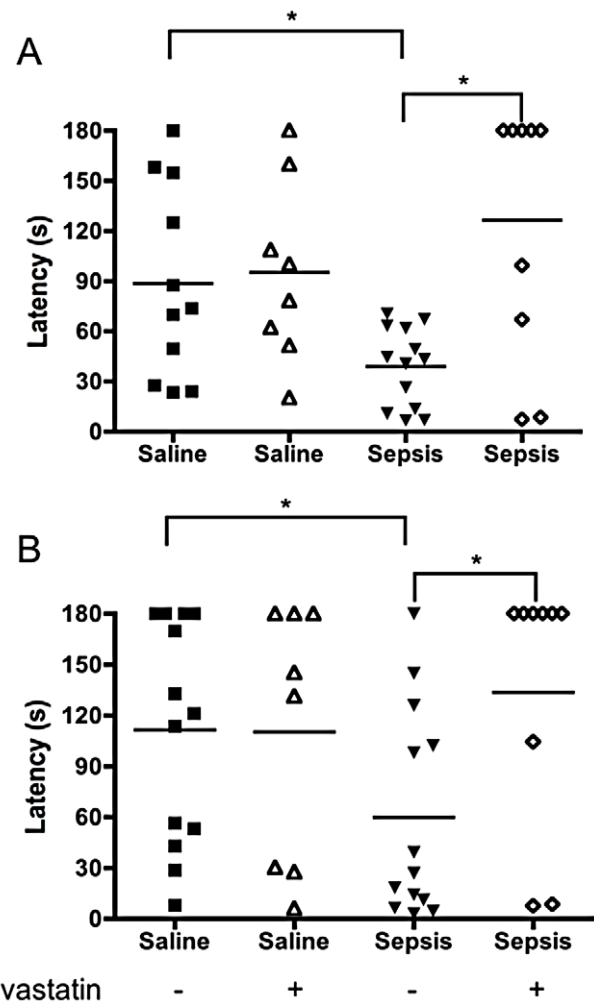 *
A
*
180
150
120
90
60
30
0
Latency (s)
Saline Saline Sepsis Sepsis
*
B
*
180
150
120
90
60
30
0
Latency (s)
Saline Saline Sepsis Sepsis
vastatin - + - +